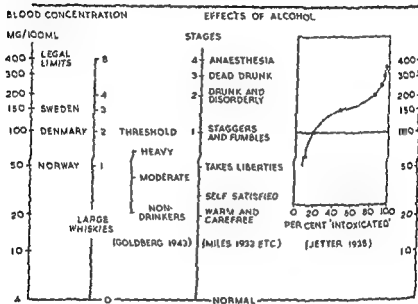 BLOOD CONCENTRATION EFFECTS OF ALCOHOL
MG/100ML LEGAL LIMITS STAGES
400 8 4 ANAESTHESIA 400
300 3 DEAD DRUNK 300
200 4 2 DRUNK AND DISORDERLY 200
150 SWEDEN 3 150
100 DENMARK 2 THRESHOLD 1 STAGGERS AND FUMBLES 100
HEAVY
50 NORWAY 1 TAKES LIBERTIES 50
MODERATE
SELF SATISFIED
0 20 40 60 80 100
20 NON-DRINKERS WARM AND CAREFREE 20
LARGE WHISKIES PER CENT 'INTOXICATED'
10 (GOLDBERG 1943) (MILES ETC) (JETTER) 10
0 NORMAL